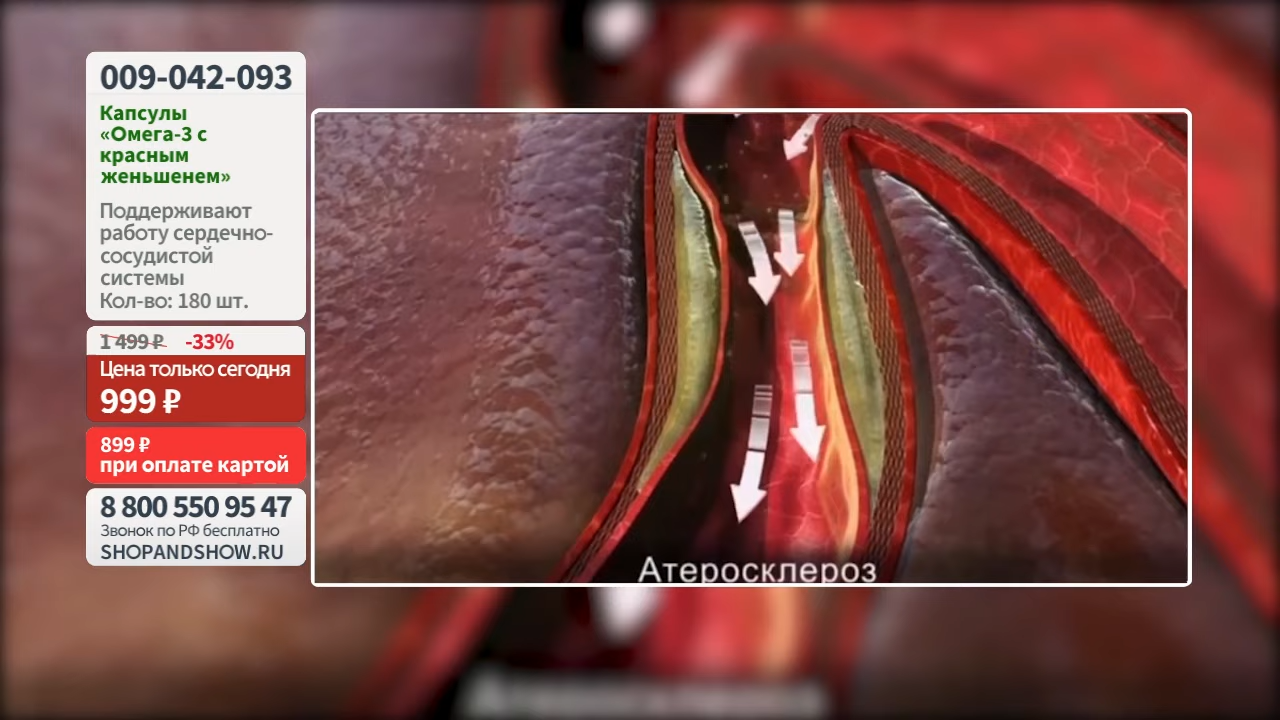 009-042-093
Капсулы
«Омега-3 с
красным
женьшенем»
Поддерживают
работу сердечно-
сосудистой
системы
Кол-во: 180 шт.
1 499 ₽ -33%
Цена только сегодня
999 ₽
899 ₽
при оплате картой
8 800 550 95 47
Звонок по РФ бесплатно
SHOPANDSHOW.RU
Атеросклероз